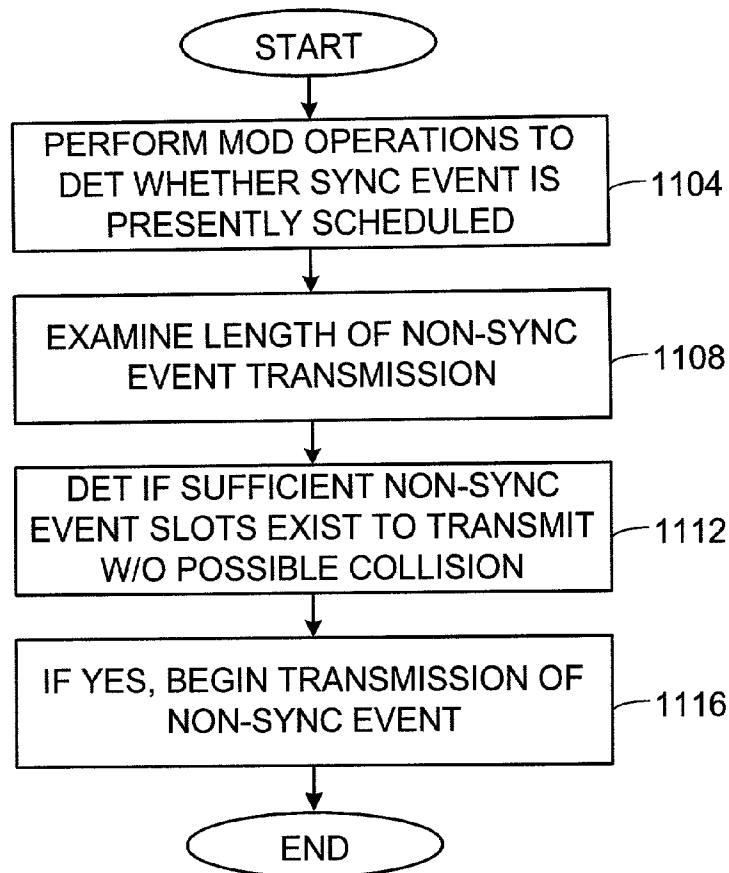 START
PERFORM MOD OPERATIONS TO
DET WHETHER SYNC EVENT IS
PRESENTLY SCHEDULED
1104
EXAMINE LENGTH OF NON-SYNC
EVENT TRANSMISSION
1108
DET IF SUFFICIENT NON-SYNC
EVENT SLOTS EXIST TO TRANSMIT
W/O POSSIBLE COLLISION
1112
IF YES, BEGIN TRANSMISSION OF
NON-SYNC EVENT
1116
END